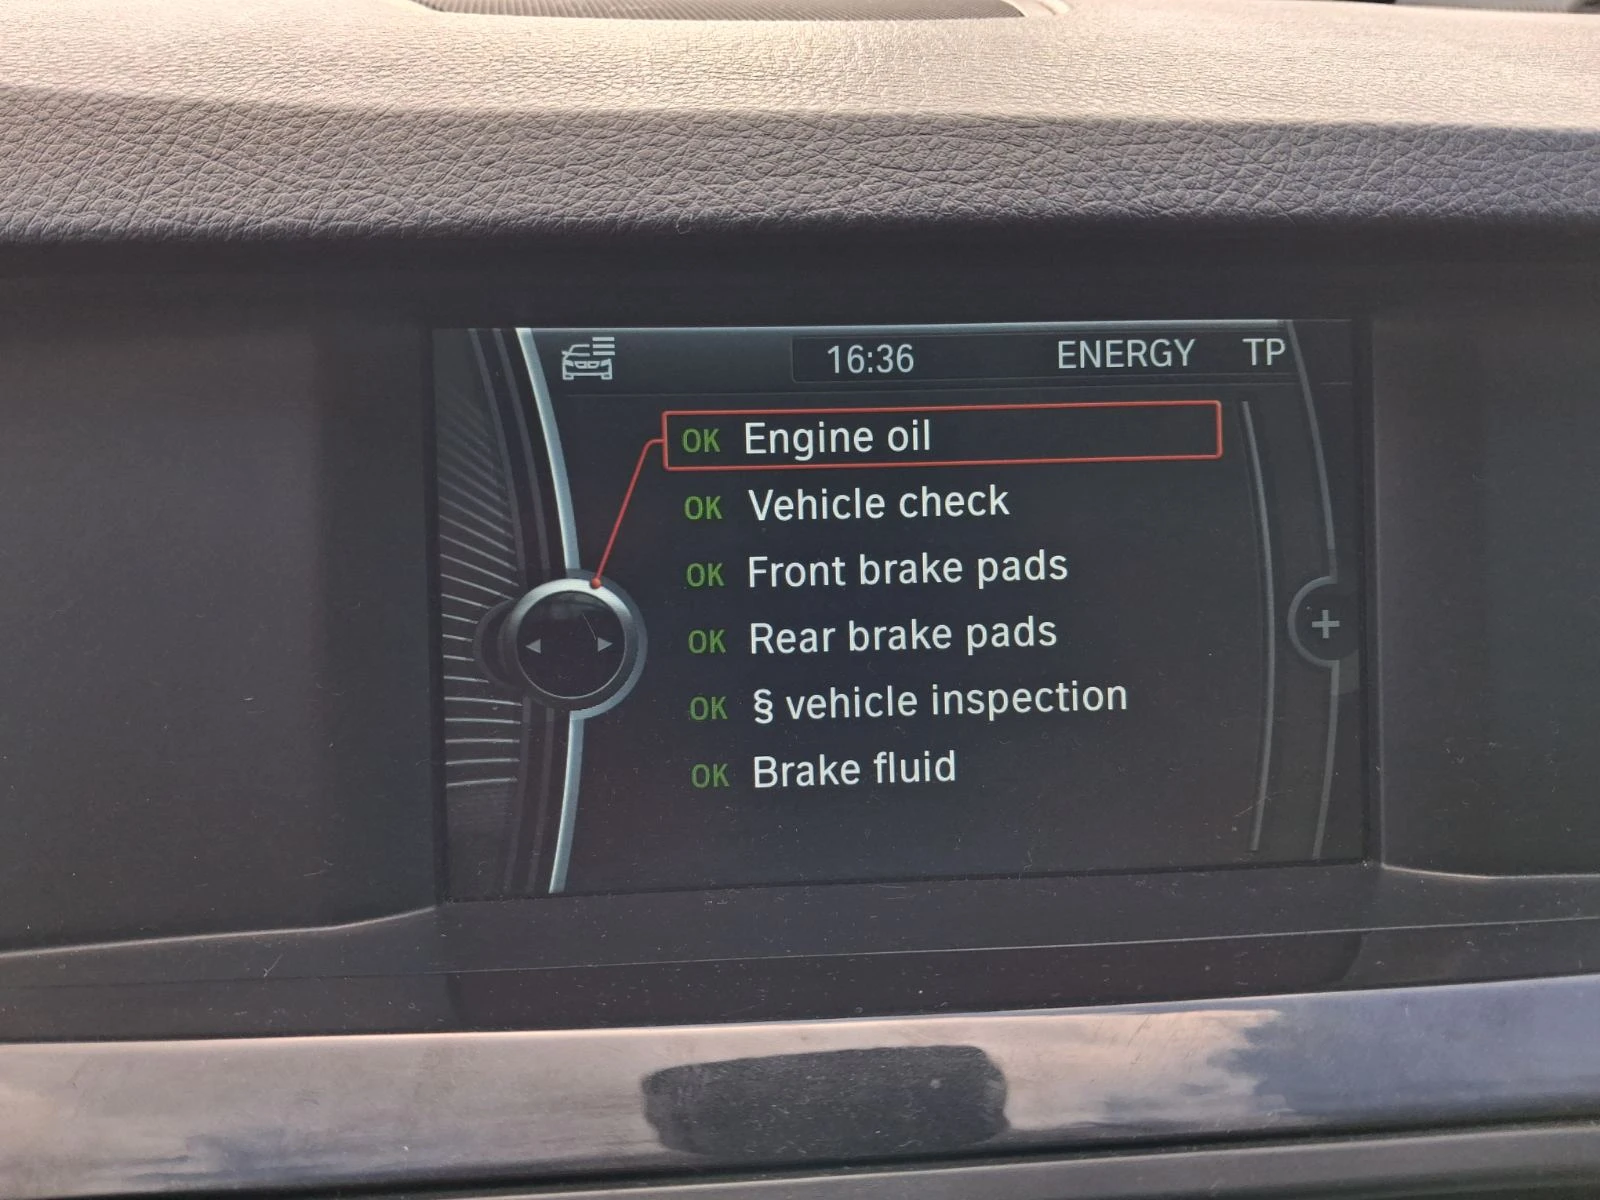 16:36 ENERGY TP
OK Engine oil
OK Vehicle check
OK Front brake pads
OK Rear brake pads
OK § vehicle inspection
OK Brake fluid
+